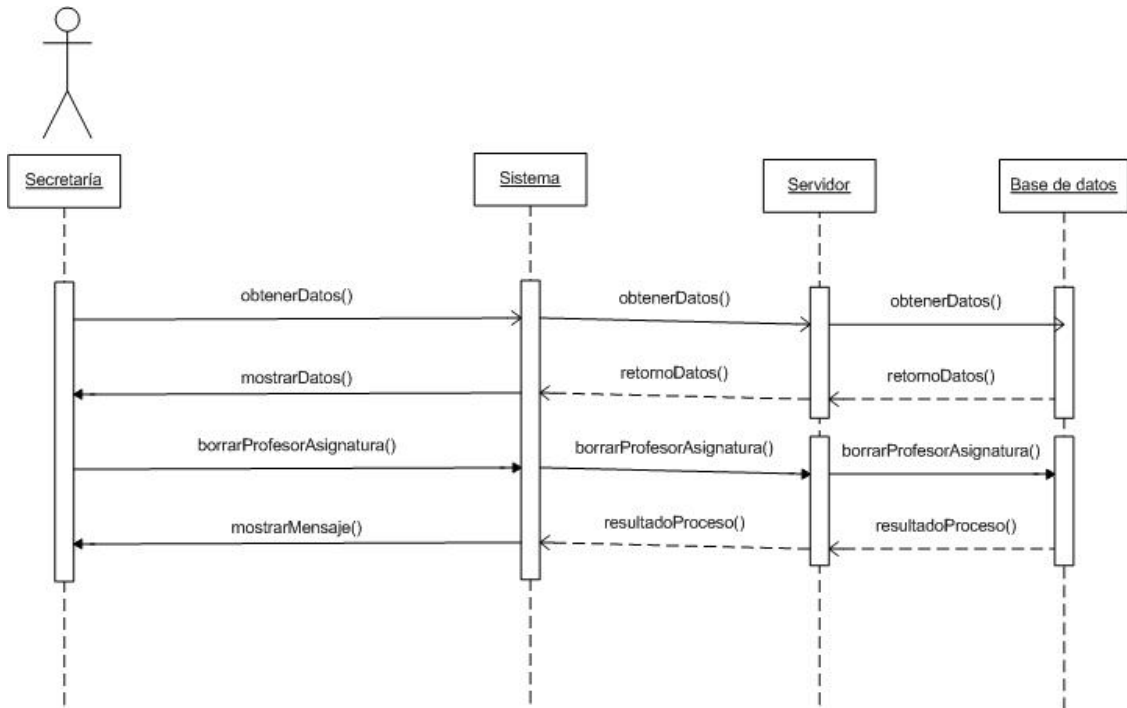 Secretaría
Sistema
Servidor
Base de datos
obtenerDatos()
obtenerDatos()
obtenerDatos()
mostrarDatos()
retornoDatos()
retornoDatos()
borrarProfesorAsignatura()
borrarProfesorAsignatura()
borrarProfesorAsignatura()
mostrarMensaje()
resultadoProceso()
resultadoProceso()